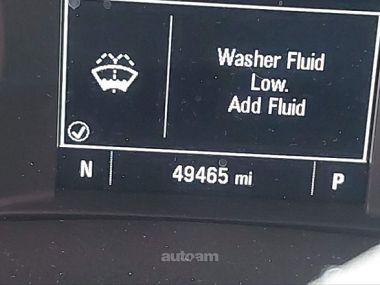 Washer Fluid
Low.
Add Fluid
N 49465 mi P
autoam